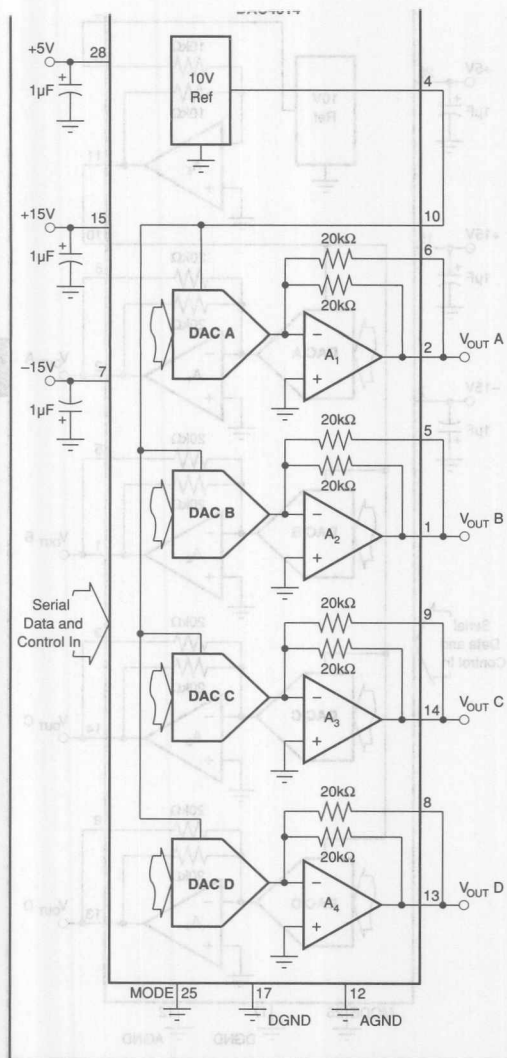 +5V
28
1µF
10V
Ref
4
+15V
15
1µF
10
6
20kΩ
20kΩ
DAC A
A1
2
VOUT A
–15V
7
1µF
5
20kΩ
20kΩ
DAC B
A2
1
VOUT B
Serial
Data and
Control In
9
20kΩ
20kΩ
DAC C
A3
14
VOUT C
8
20kΩ
20kΩ
DAC D
A4
13
VOUT D
MODE 25
17
12
DGND
AGND